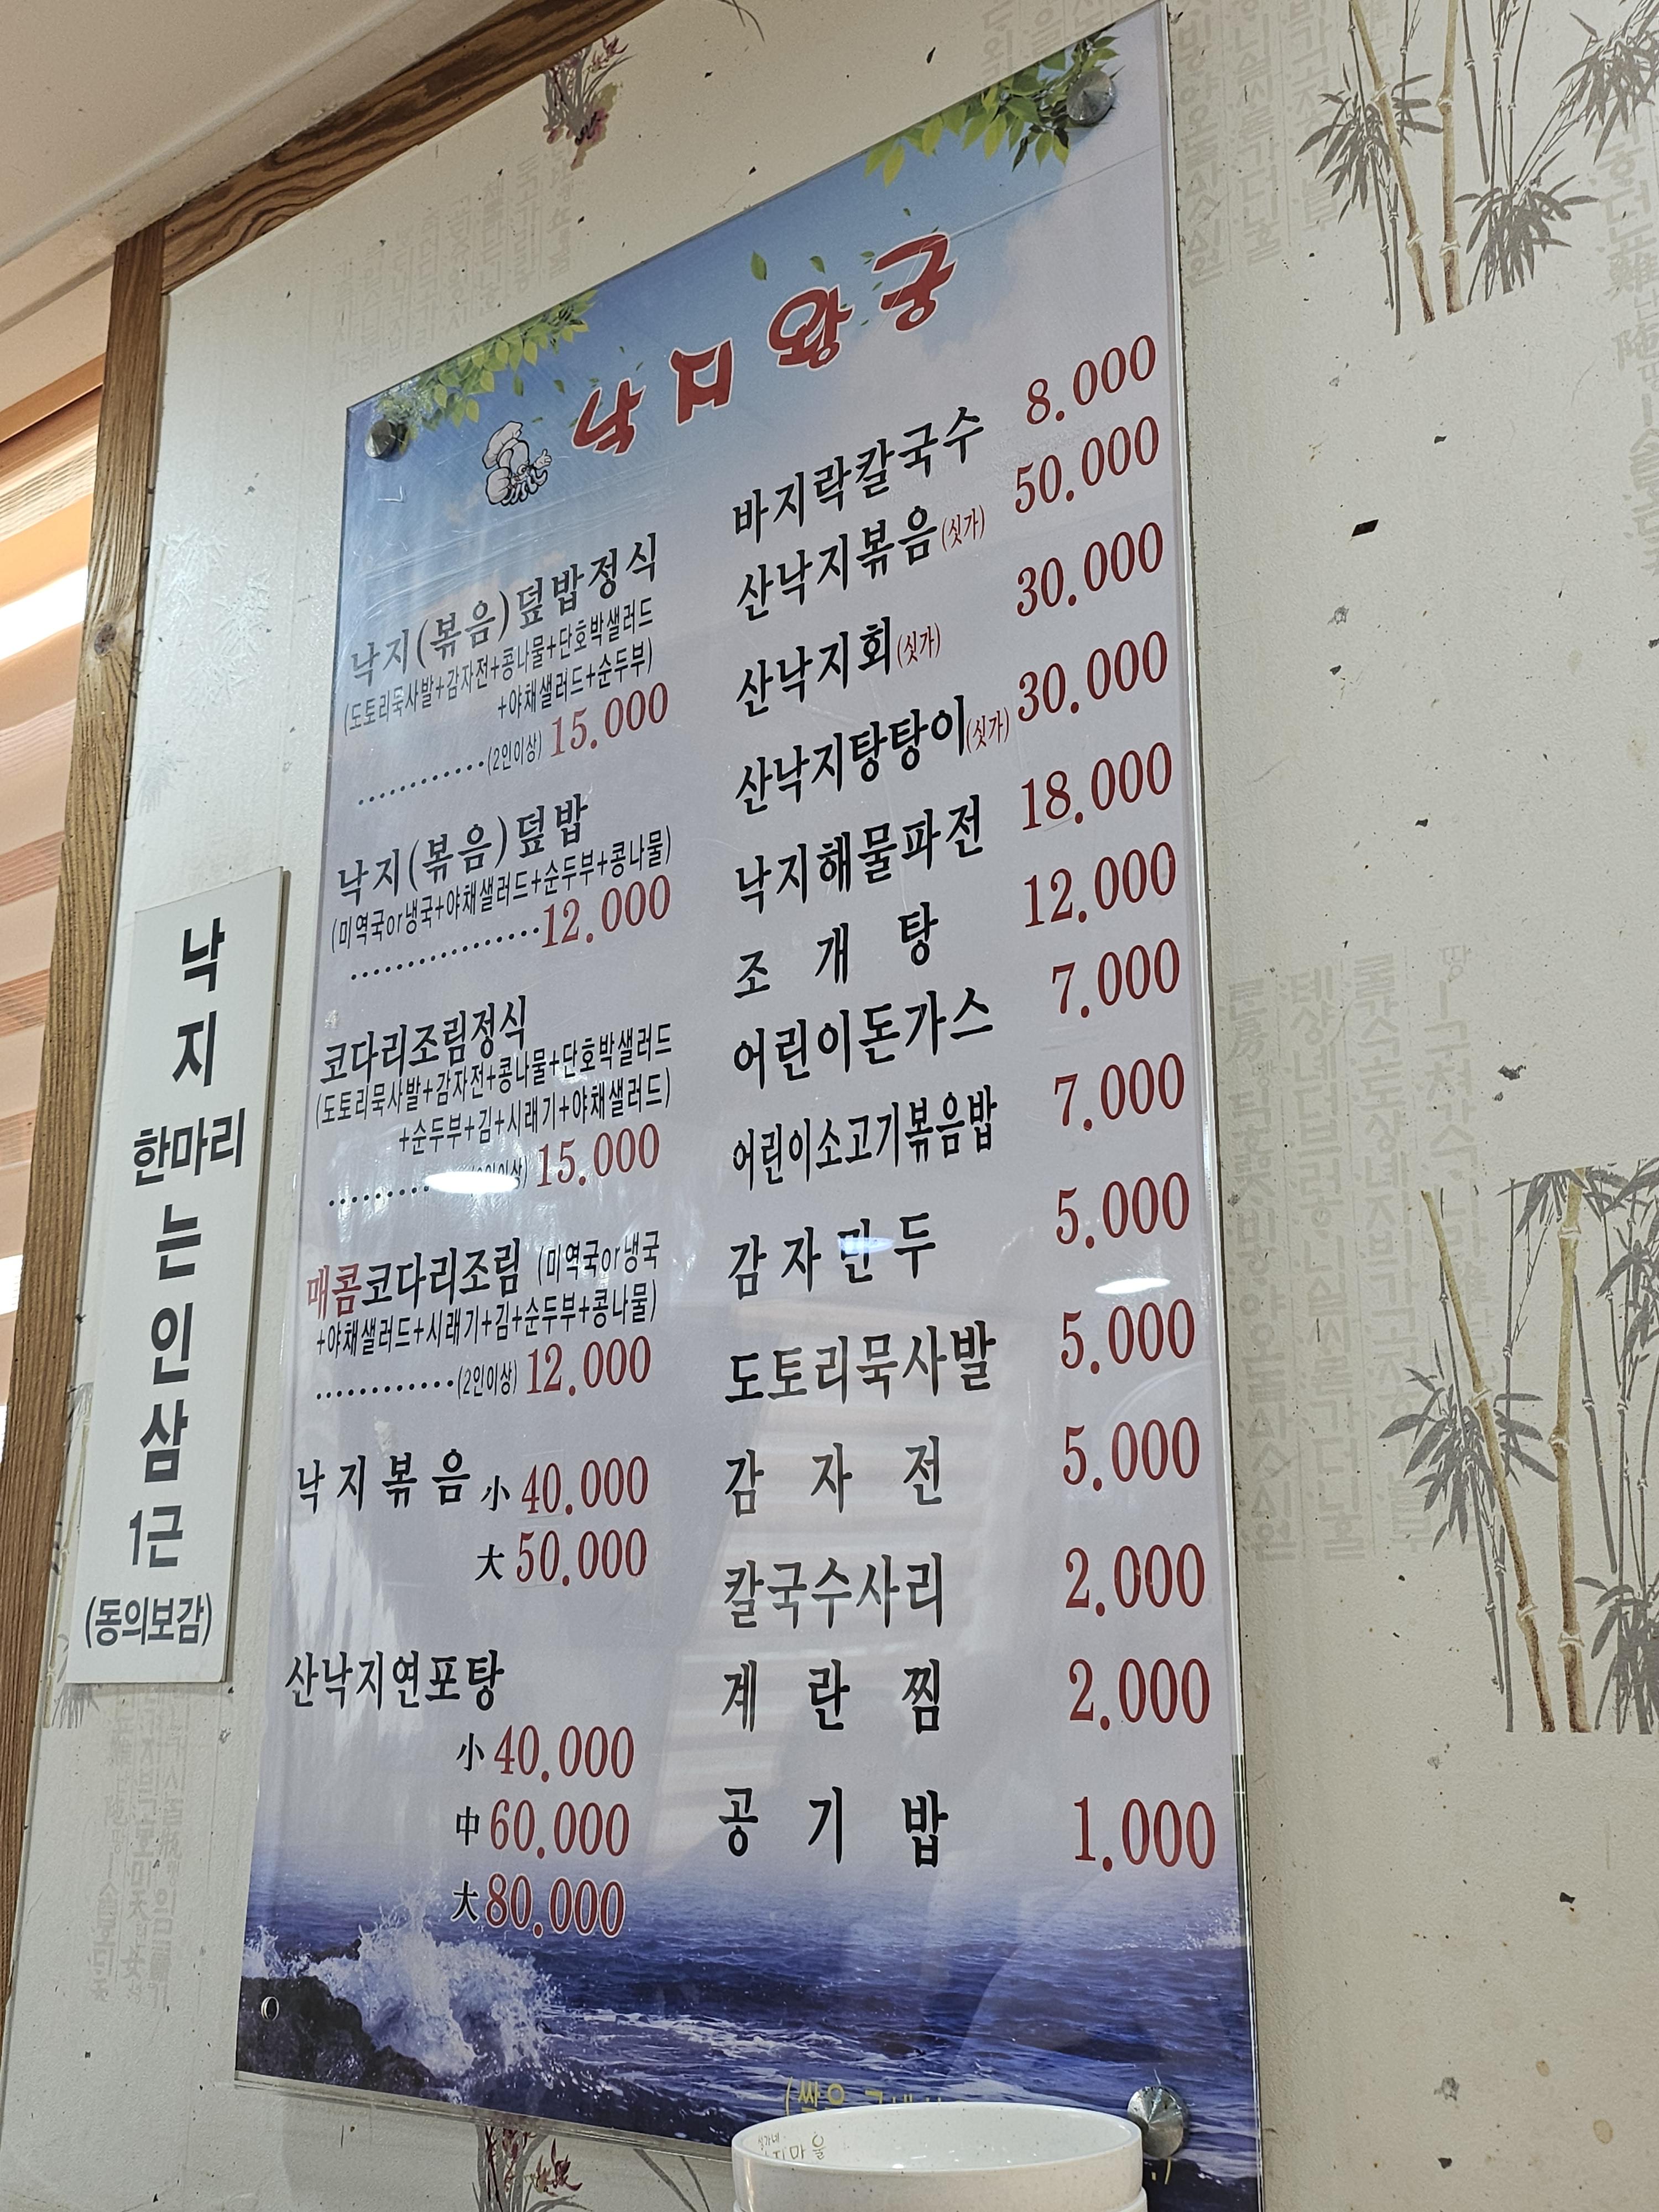 낙지왕궁
낙지(볶음)덮밥정식
(도토리묵사발+감자전+콩나물+단호박샐러드
+야채샐러드+순두부)
............(2인이상) 15.000
낙지(볶음)덮밥
(미역국or냉국+야채샐러드+순두부+콩나물)
..................12.000
코다리조림정식
(도토리묵사발+감자전+콩나물+단호박샐러드
+순두부+김+시래기+야채샐러드)
15.000
매콤코다리조림 (미역국or냉국
+야채샐러드+시래기+김+순두부+콩나물)
.............(2인이상) 12.000
낙지볶음 小 40.000
大 50.000
산낙지연포탕
小 40.000
中 60.000
大 80.000
바지락칼국수 8.000
산낙지볶음(싯가) 50.000
산낙지회(싯가) 30.000
산낙지탕탕이(싯가) 30.000
낙지해물파전 18.000
조개탕 12.000
어린이돈가스 7.000
어린이소고기볶음밥 7.000
감자만두 5.000
도토리묵사발 5.000
감자전 5.000
칼국수사리 2.000
계란찜 2.000
공기밥 1.000
낙
지
한마리
는
인
삼
1근
(동의보감)